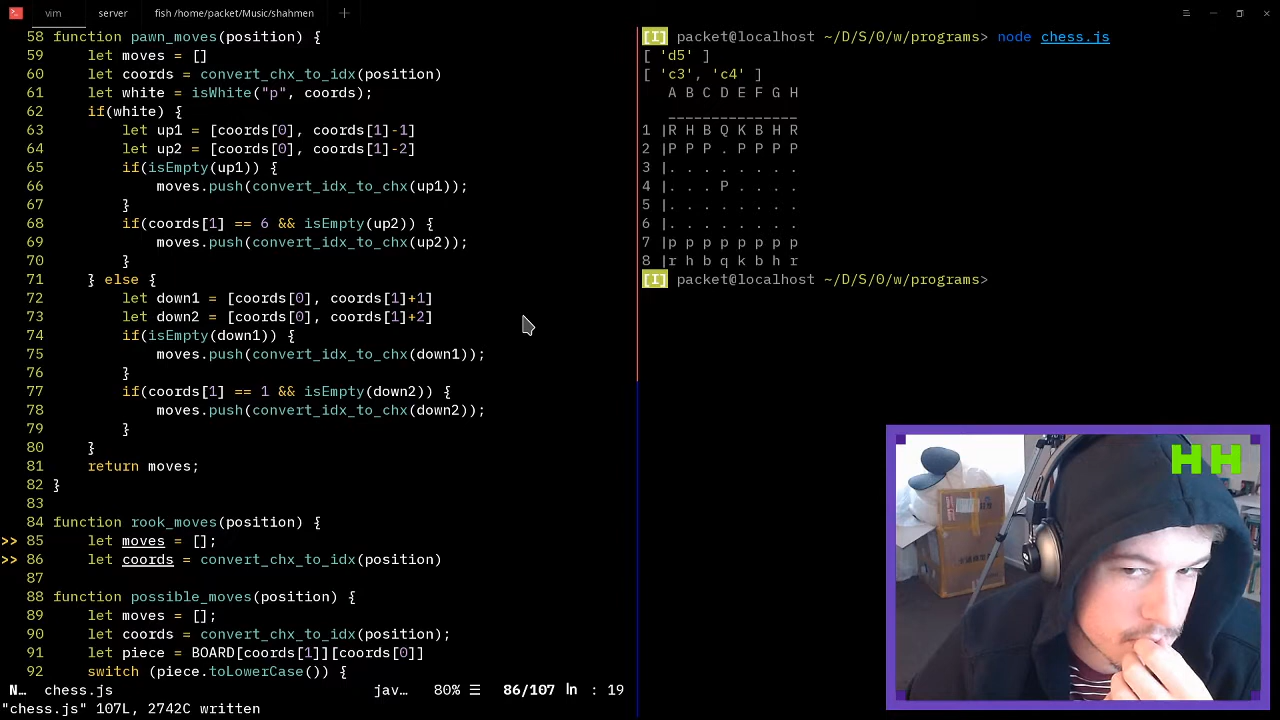 vim server fish /home/packet/Music/shahmen
58 function pawn_moves(position) {
59 let moves = []
60 let coords = convert_chx_to_idx(position)
61 let white = isWhite("p", coords);
62 if(white) {
63 let up1 = [coords[0], coords[1]-1]
64 let up2 = [coords[0], coords[1]-2]
65 if(isEmpty(up1)) {
66 moves.push(convert_idx_to_chx(up1));
67 }
68 if(coords[1] == 6 && isEmpty(up2)) {
69 moves.push(convert_idx_to_chx(up2));
70 }
71 } else {
72 let down1 = [coords[0], coords[1]+1]
73 let down2 = [coords[0], coords[1]+2]
74 if(isEmpty(down1)) {
75 moves.push(convert_idx_to_chx(down1));
76 }
77 if(coords[1] == 1 && isEmpty(down2)) {
78 moves.push(convert_idx_to_chx(down2));
79 }
80 }
81 return moves;
82 }
83
84 function rook_moves(position) {
>> 85 let moves = [];
>> 86 let coords = convert_chx_to_idx(position)
87
88 function possible_moves(position) {
89 let moves = [];
90 let coords = convert_chx_to_idx(position);
91 let piece = BOARD[coords[1]][coords[0]]
92 switch (piece.toLowerCase()) {
N… chess.js jav… 80% ☰ 86/107 ln : 19
"chess.js" 107L, 2742C written
[I] packet@localhost ~/D/S/0/w/programs> node chess.js
[ 'd5' ]
[ 'c3', 'c4' ]
A B C D E F G H
_______________
1 |R H B Q K B H R
2 |P P P . P P P P
3 |. . . . . . . .
4 |. . . P . . . .
5 |. . . . . . . .
6 |. . . . . . . .
7 |p p p p p p p p
8 |r h b q k b h r
[I] packet@localhost ~/D/S/0/w/programs>
HH